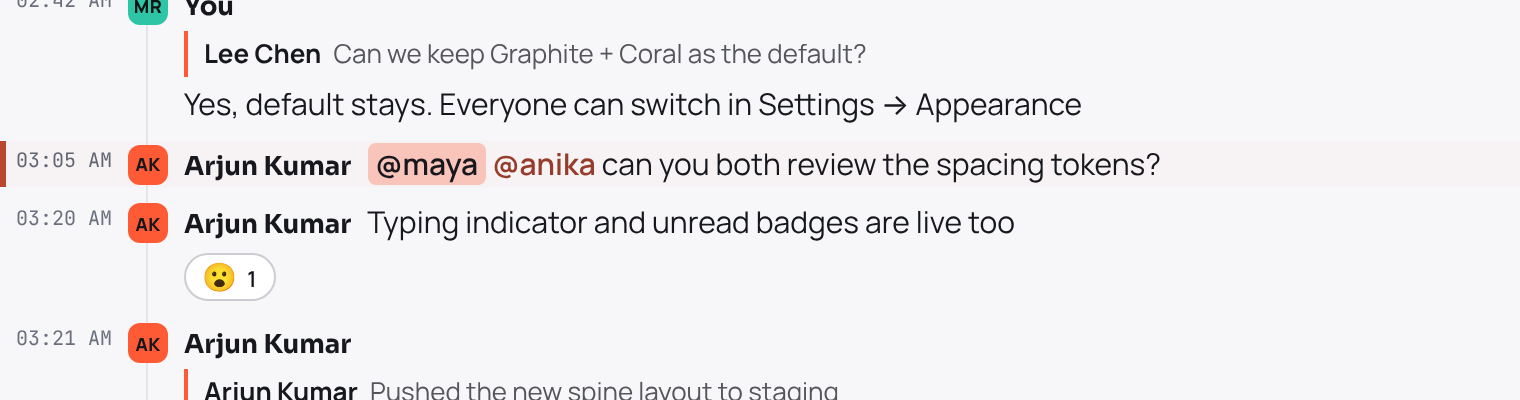 02:42 AM MR You
Lee Chen Can we keep Graphite + Coral as the default?
Yes, default stays. Everyone can switch in Settings → Appearance
03:05 AM AK Arjun Kumar @maya @anika can you both review the spacing tokens?
03:20 AM AK Arjun Kumar Typing indicator and unread badges are live too
😮 1
03:21 AM AK Arjun Kumar
Arjun Kumar Pushed the new spine layout to staging